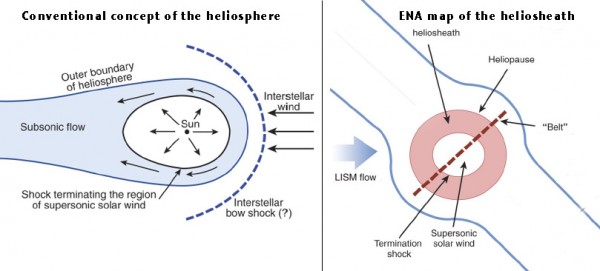 Conventional concept of the heliosphere
Outer boundary
of heliosphere
Interstellar
wind
Subsonic flow
Sun
Shock terminating the region
of supersonic solar wind
Interstellar
bow shock (?)
ENA map of the heliosheath
heliosheath
Heliopause
"Belt"
LISM flow
Termination
shock
Supersonic
solar wind